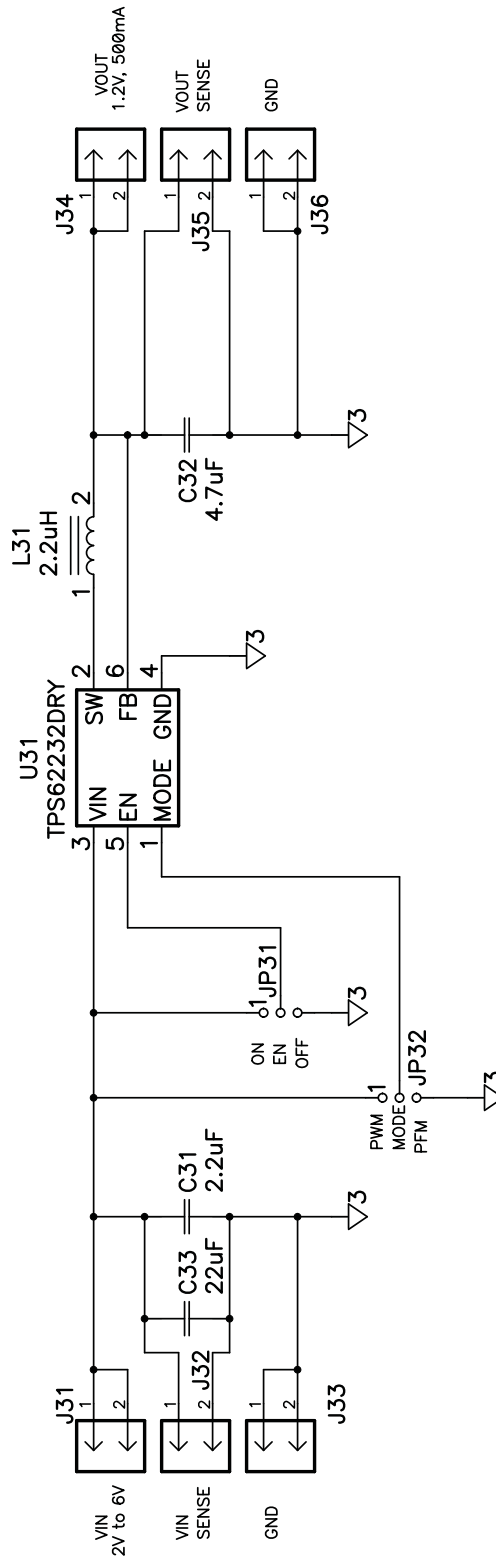 VIN
2V to 6V
J31
1
2
VIN
SENSE
J32
1
2
GND
J33
1
2
C33
22uF
C31
2.2uF
3
PWM
MODE
PFM
1
JP32
3
ON
EN
OFF
1
JP31
3
U31
TPS62232DRY
3
VIN
5
EN
1
MODE
SW
2
FB
6
GND
4
3
L31
2.2uH
1
2
C32
4.7uF
3
J34
1
2
VOUT
1.2V, 500mA
J35
1
2
VOUT
SENSE
J36
1
2
GND